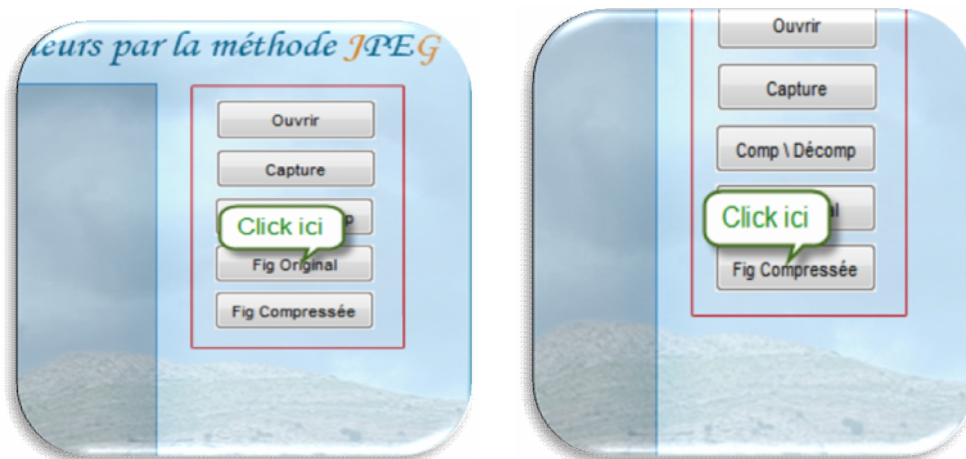 par la méthode JPEG
Ouvrir
Capture
Click ici
Fig Original
Fig Compressée
Ouvrir
Capture
Comp \ Décomp
Click ici
Fig Compressée